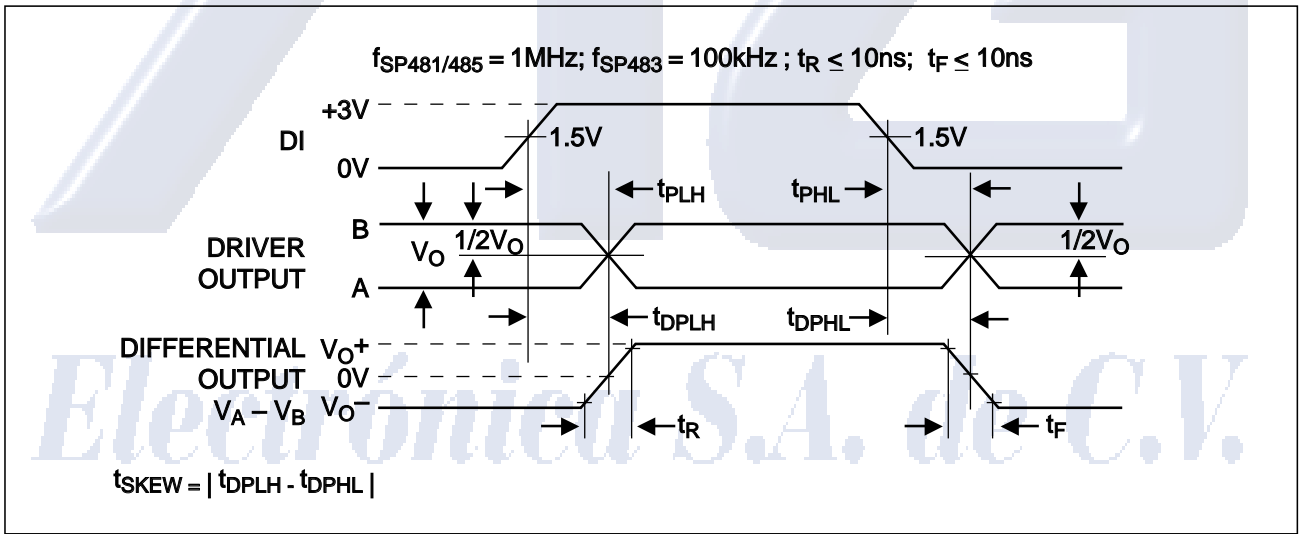 fSP481/485 = 1MHz; fSP483 = 100kHz ; tR ≤ 10ns; tF ≤ 10ns
+3V
DI
1.5V
1.5V
0V
tPLH
tPHL
B
DRIVER
OUTPUT
VO
1/2VO
1/2VO
A
tDPLH
tDPHL
DIFFERENTIAL
OUTPUT
VA – VB
VO+
0V
VO–
tR
tF
Electrónica S.A. de C.V.
tSKEW = | tDPLH - tDPHL |